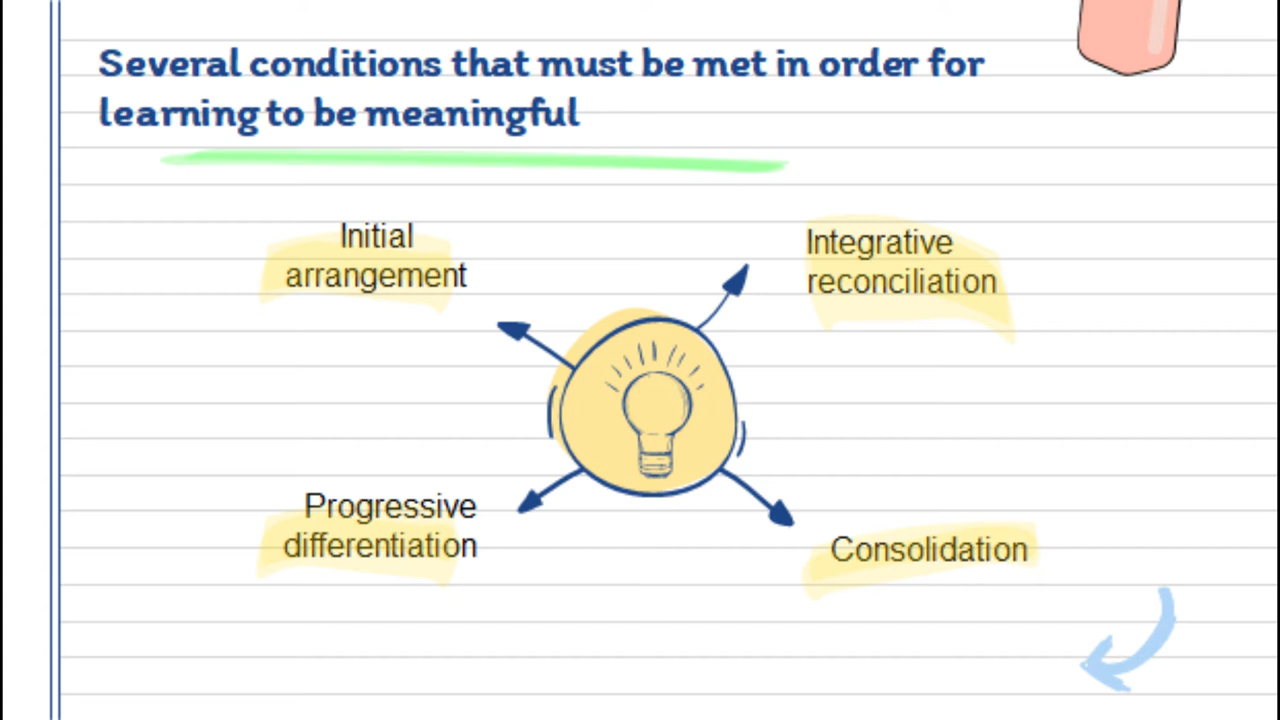 Several conditions that must be met in order for
learning to be meaningful
Initial
arrangement
Integrative
reconciliation
Progressive
differentiation
Consolidation